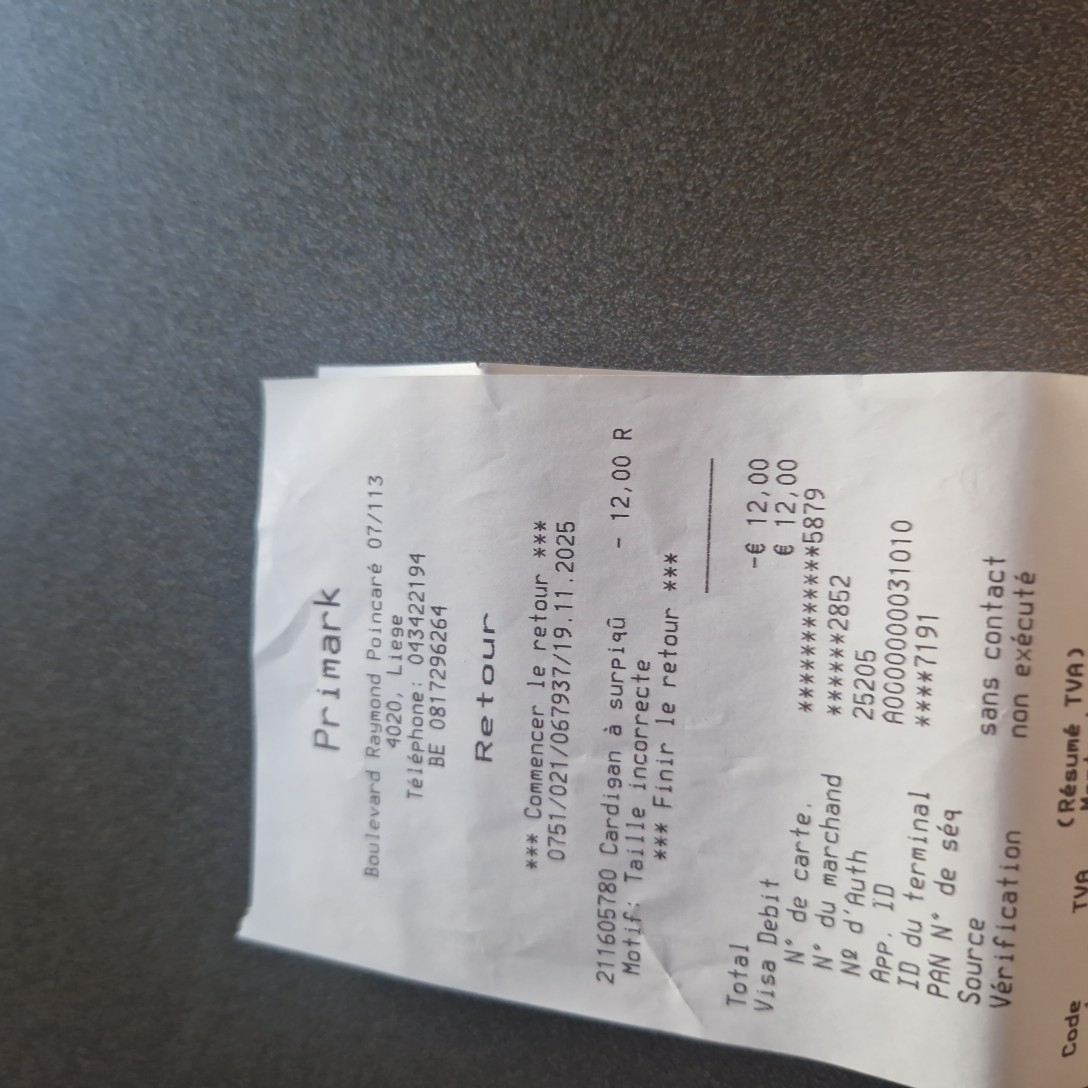 Primark
Boulevard Raymond Poincaré 07/113
4020, Liege
Téléphone: 043422194
BE 0817296264
Retour
*** Commencer le retour ***
0751/021/067937/19.11.2025
211605780 Cardigan à surpiqû - 12,00 R
Motif: Taille incorrecte
*** Finir le retour ***
Total -€ 12,00
Visa Debit € 12,00
N° de carte. ************5879
N° du marchand ******2852
Nº d'Auth 25205
App. ID A0000000031010
ID du terminal ****7191
PAN N° de séq
Source sans contact
Vérification non exécuté
(Résumé TVA)
Code TVA